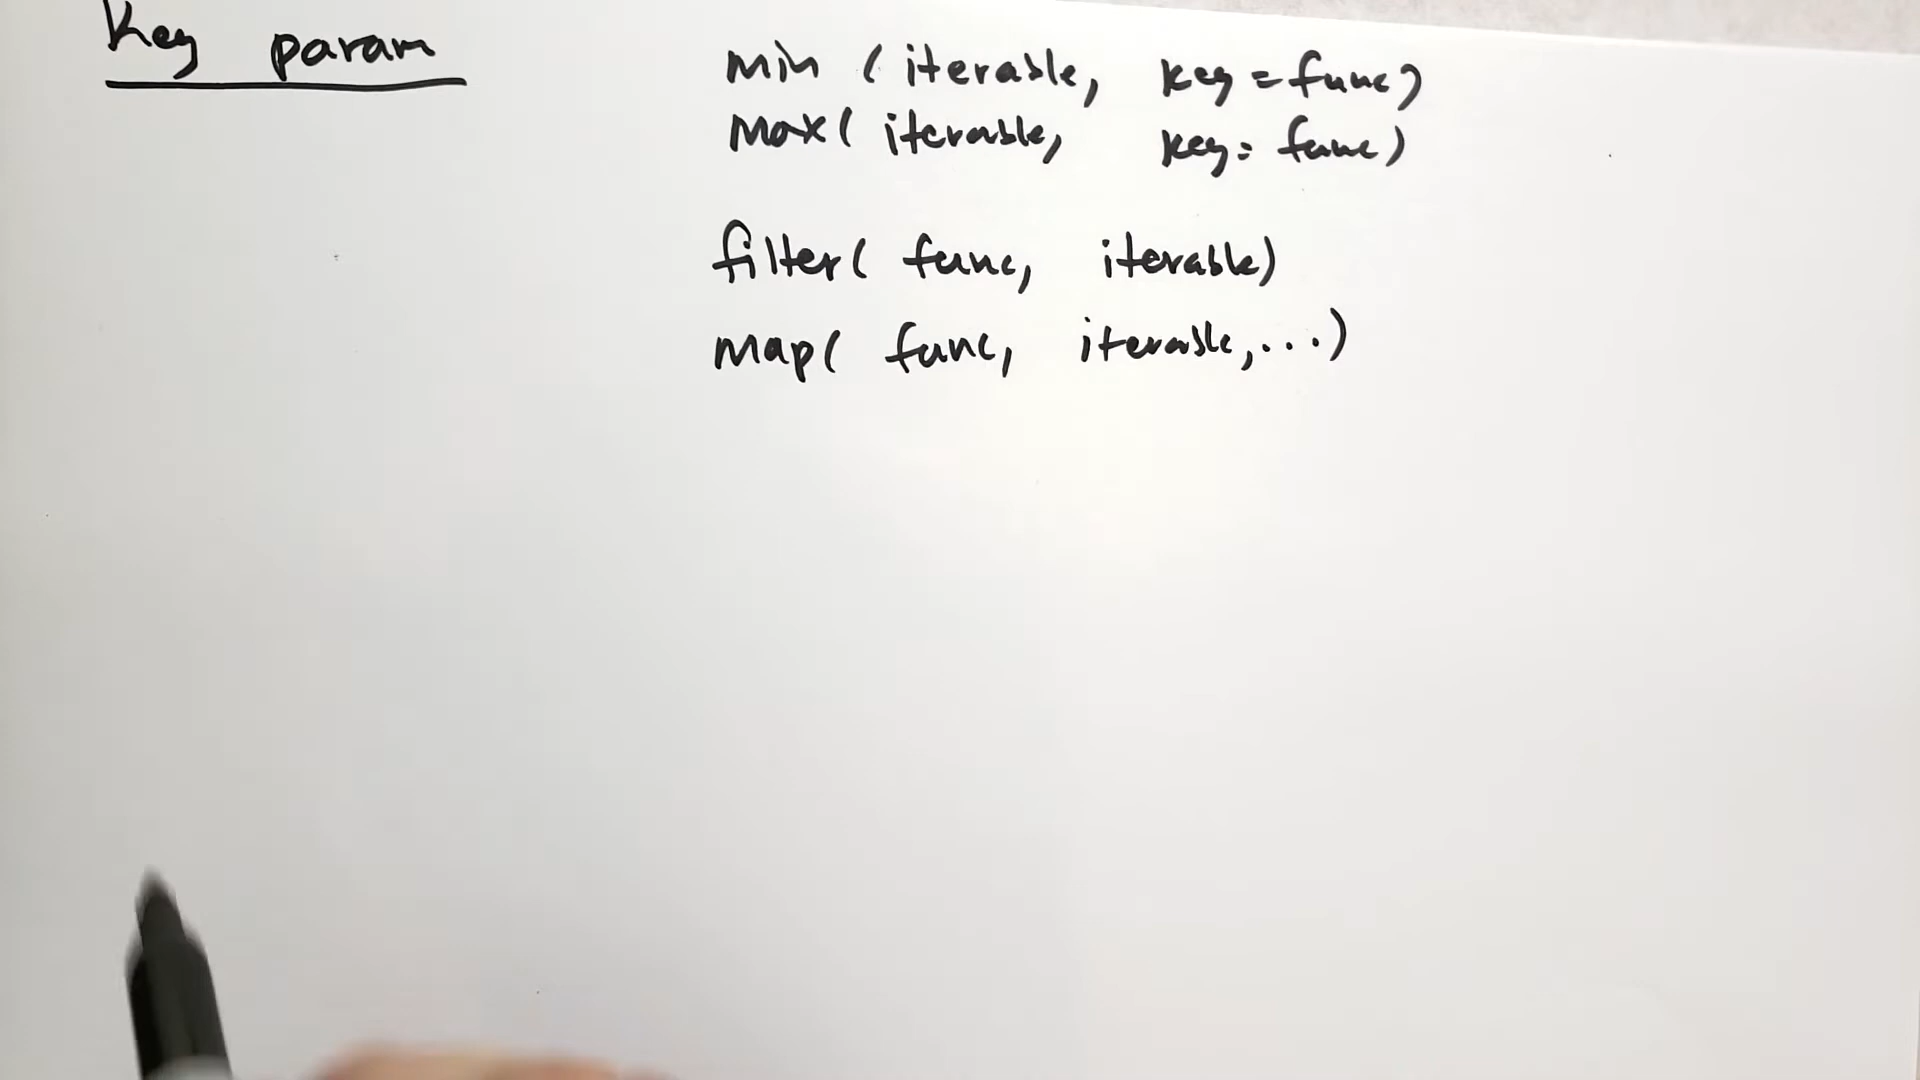 Key param
min (iterable, key = func)
max( iterable, key = func)
filter( func, iterable)
map( func, iterable,...)